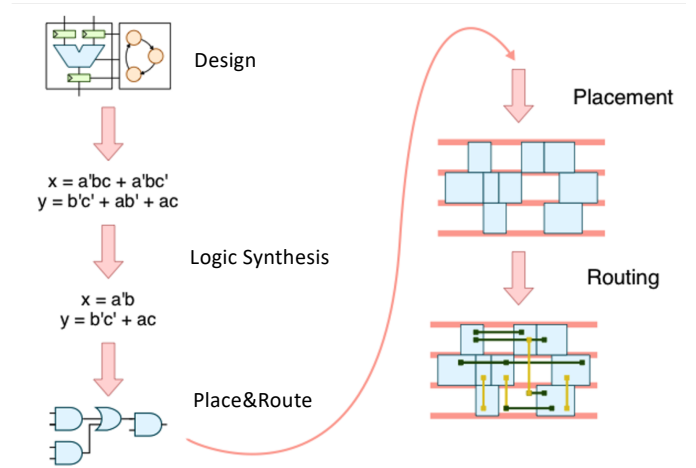 Design
x = a'bc + a'bc'
y = b'c' + ab' + ac
Logic Synthesis
x = a'b
y = b'c' + ac
Place&Route
Placement
Routing